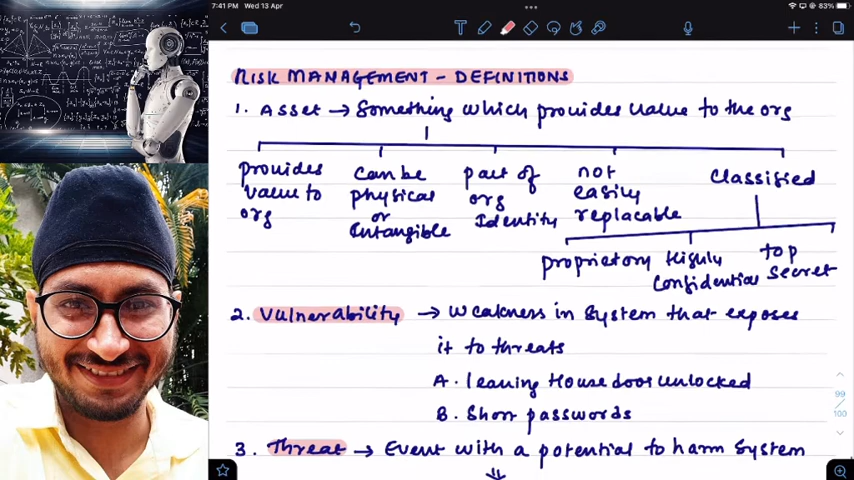 7:41 PM Wed 13 Apr
83%
RISK MANAGEMENT - DEFINITIONS
1. Asset → Something which provides value to the org
provides value to org
can be physical or Intangible
part of org Identity
not easily replacable
Classified
proprietory
Highly Confidential
top secret
2. Vulnerability → Weakness in System that exposes
it to threats
A. leaving House door unlocked
B. Short passwords
3. Threat → Event with a potential to harm System
99
/
100